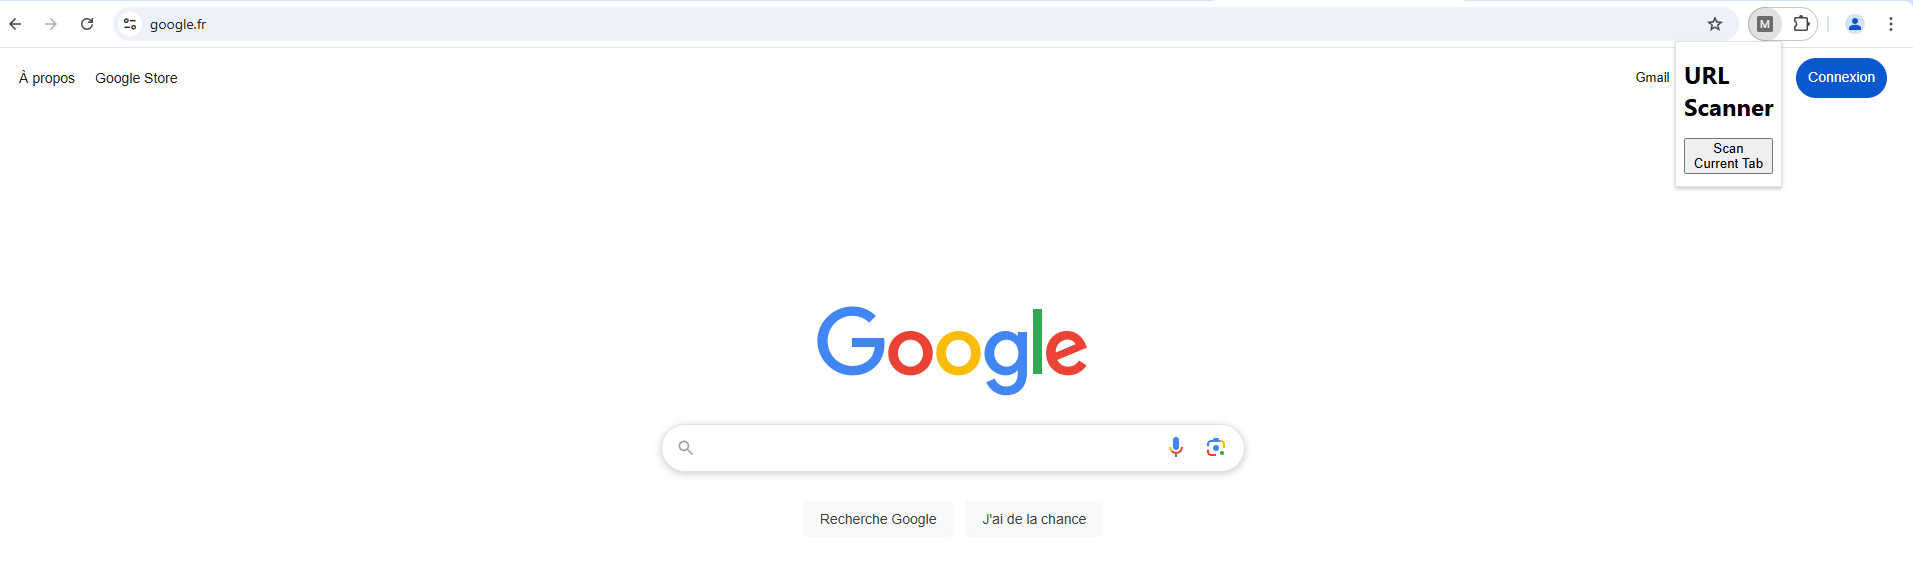 google.fr
M
À propos
Google Store
Gmail
URL
Scanner
Scan
Current Tab
Connexion
Google
Recherche Google
J'ai de la chance